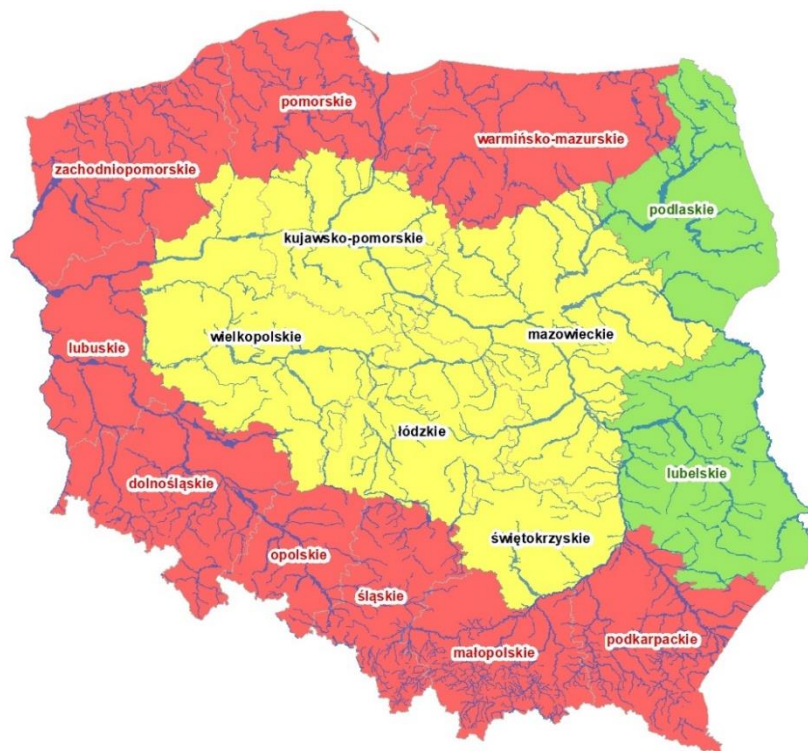 pomorskie
warmińsko-mazurskie
zachodniopomorskie
podlaskie
kujawsko-pomorskie
mazowieckie
wielkopolskie
lubuskie
łódzkie
lubelskie
dolnośląskie
świętokrzyskie
opolskie
śląskie
podkarpackie
małopolskie